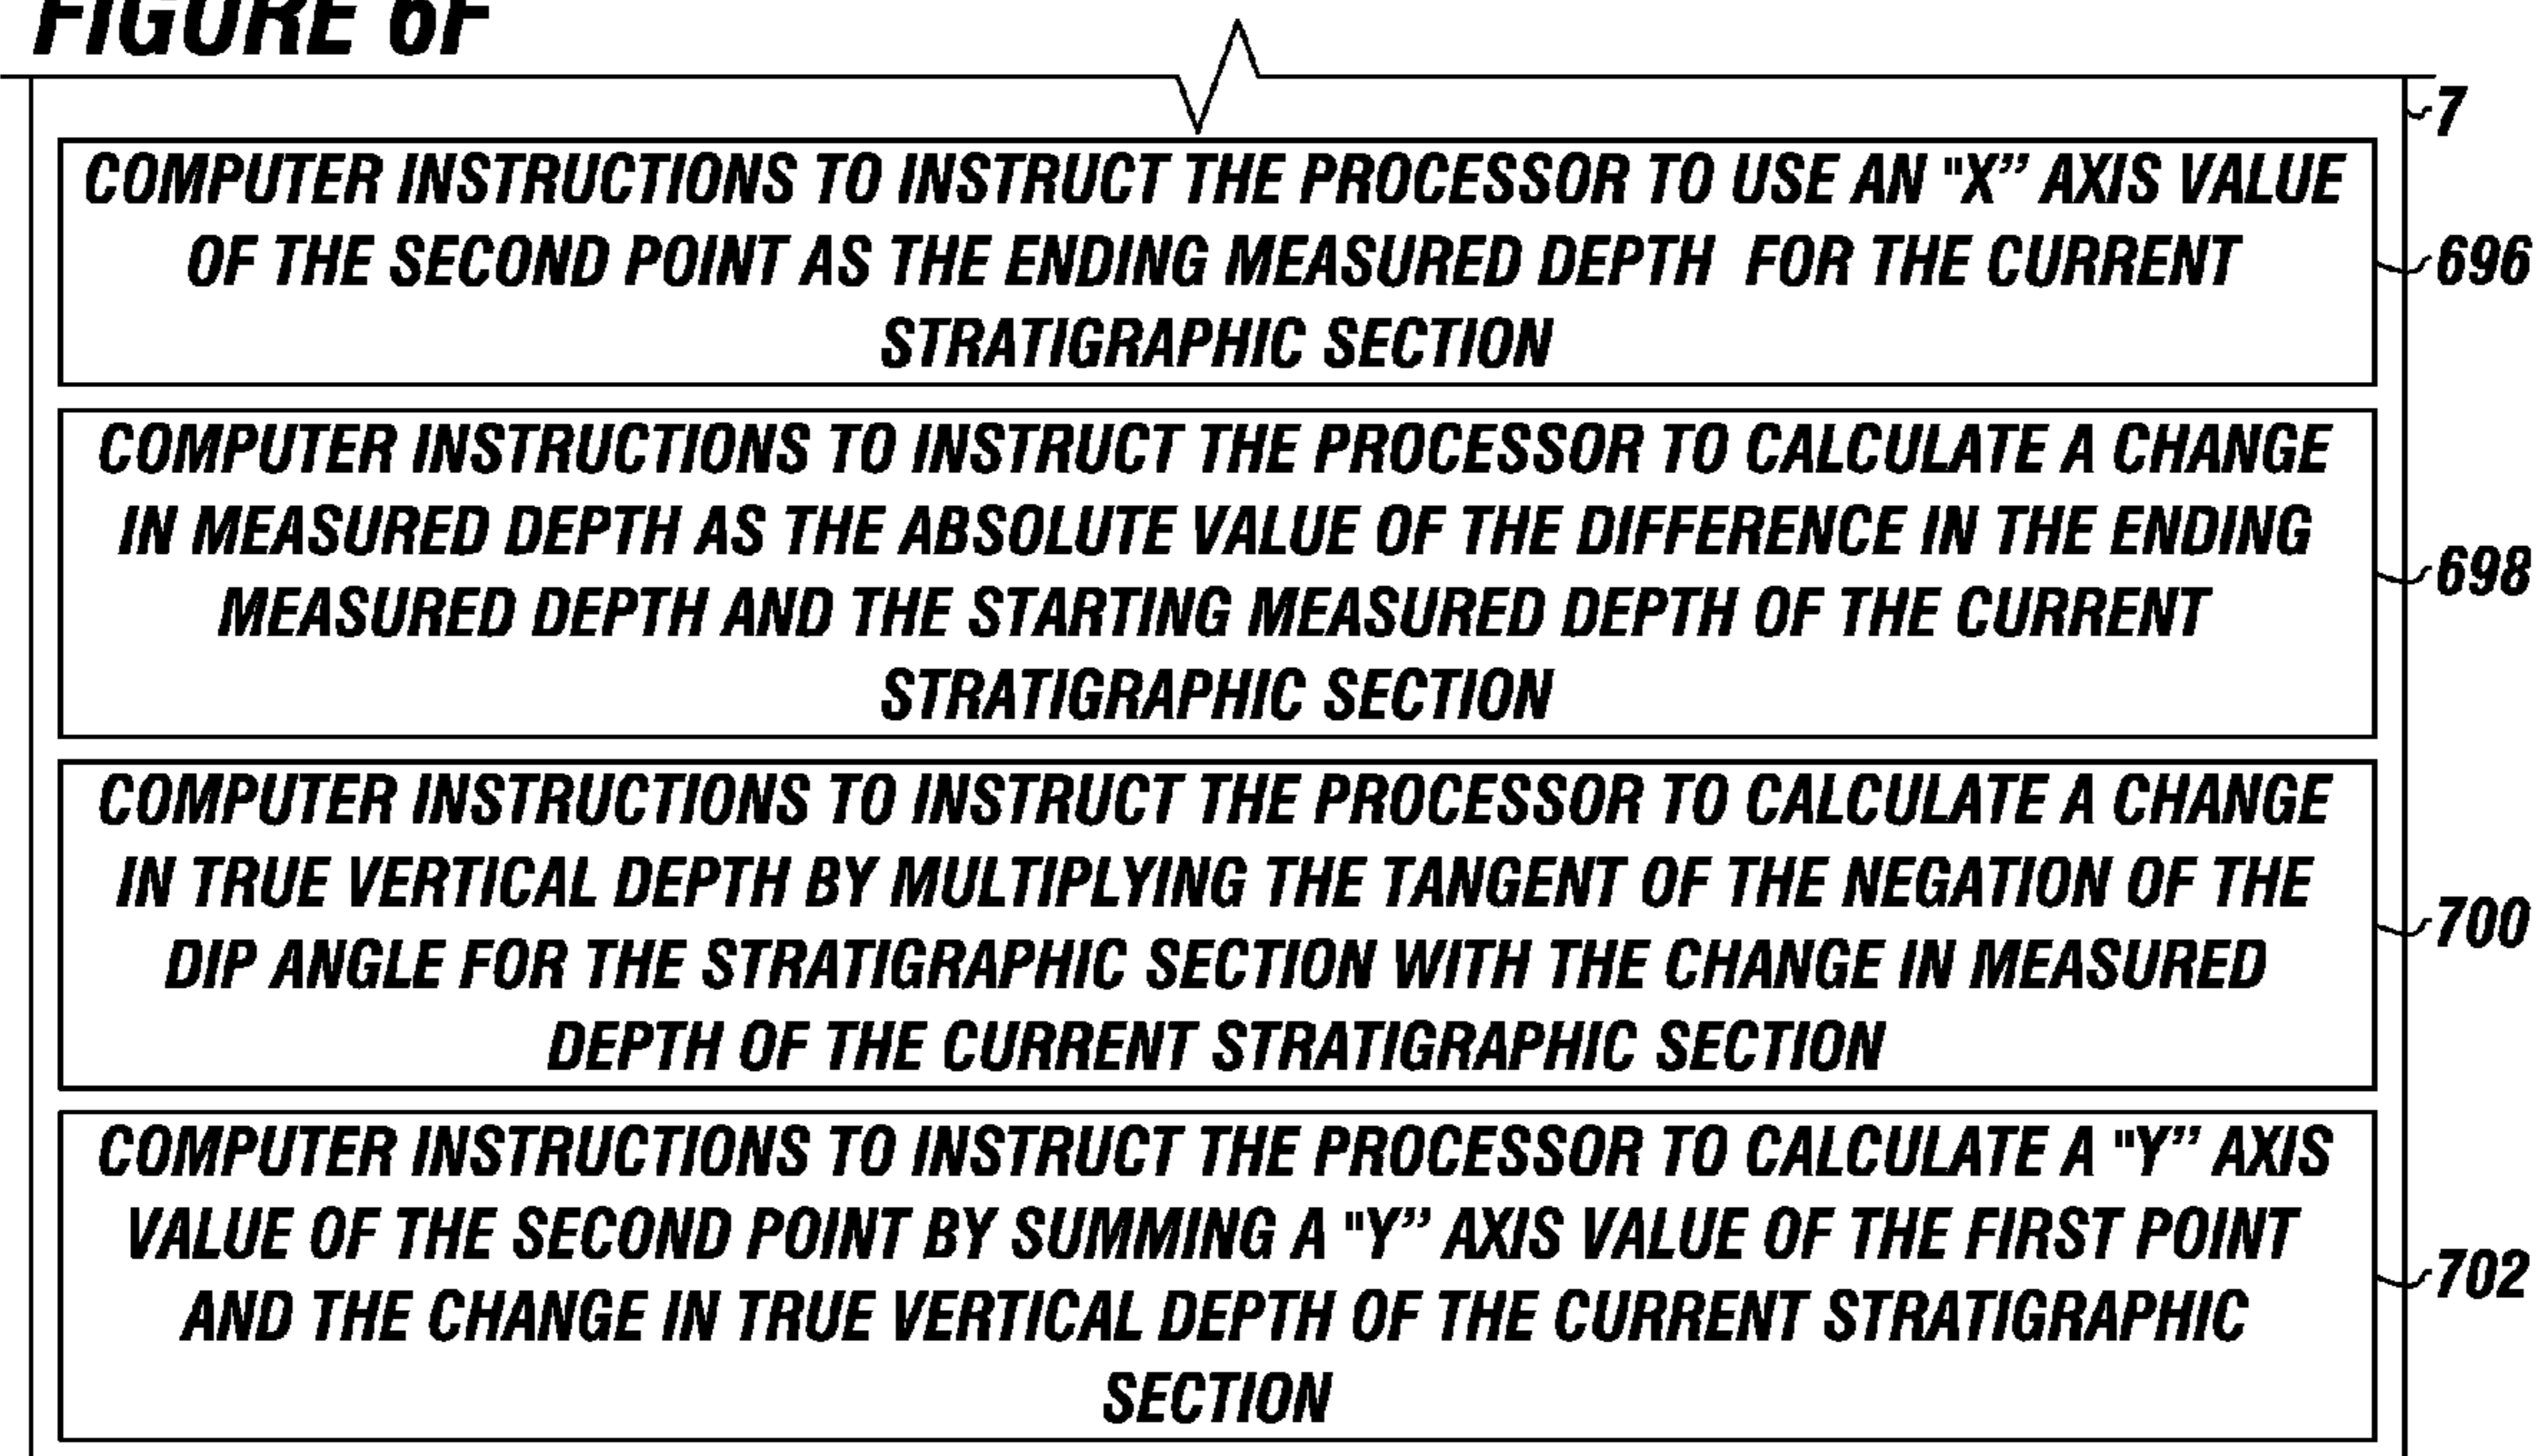 FIGURE 6F
7
COMPUTER INSTRUCTIONS TO INSTRUCT THE PROCESSOR TO USE AN "X” AXIS VALUE
OF THE SECOND POINT AS THE ENDING MEASURED DEPTH FOR THE CURRENT
STRATIGRAPHIC SECTION
696
COMPUTER INSTRUCTIONS TO INSTRUCT THE PROCESSOR TO CALCULATE A CHANGE
IN MEASURED DEPTH AS THE ABSOLUTE VALUE OF THE DIFFERENCE IN THE ENDING
MEASURED DEPTH AND THE STARTING MEASURED DEPTH OF THE CURRENT
STRATIGRAPHIC SECTION
698
COMPUTER INSTRUCTIONS TO INSTRUCT THE PROCESSOR TO CALCULATE A CHANGE
IN TRUE VERTICAL DEPTH BY MULTIPLYING THE TANGENT OF THE NEGATION OF THE
DIP ANGLE FOR THE STRATIGRAPHIC SECTION WITH THE CHANGE IN MEASURED
DEPTH OF THE CURRENT STRATIGRAPHIC SECTION
700
COMPUTER INSTRUCTIONS TO INSTRUCT THE PROCESSOR TO CALCULATE A "Y” AXIS
VALUE OF THE SECOND POINT BY SUMMING A "Y” AXIS VALUE OF THE FIRST POINT
AND THE CHANGE IN TRUE VERTICAL DEPTH OF THE CURRENT STRATIGRAPHIC
SECTION
702